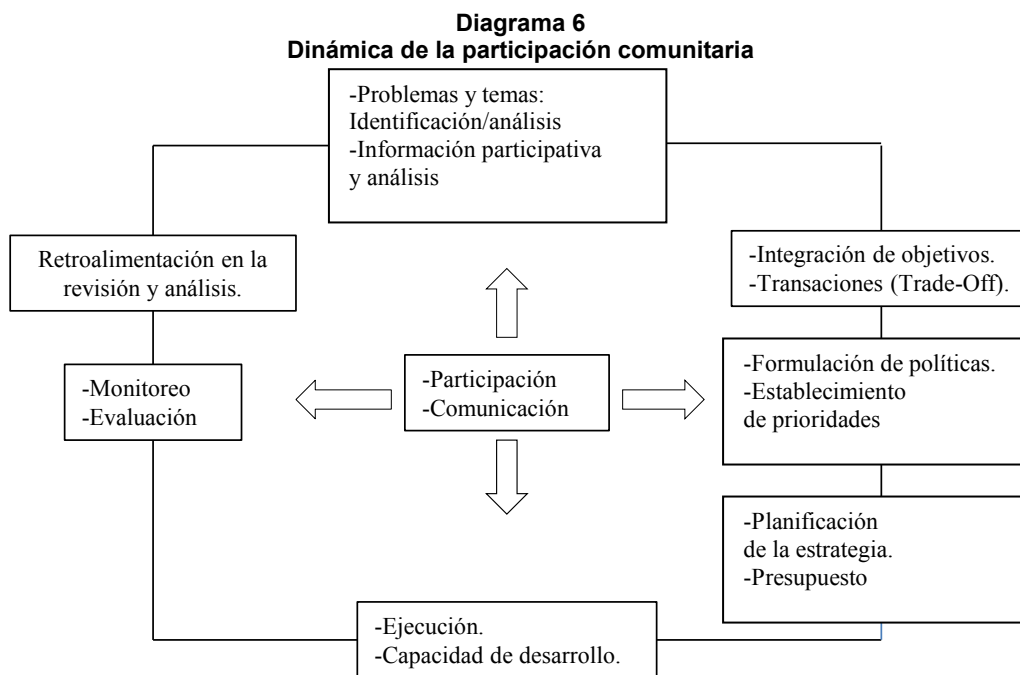 Diagrama 6
Dinámica de la participación comunitaria
-Problemas y temas:
Identificación/análisis
-Información participativa
y análisis
Retroalimentación en la
revisión y análisis.
-Integración de objetivos.
-Transaciones (Trade-Off).
-Monitoreo
-Evaluación
-Participación
-Comunicación
-Formulación de políticas.
-Establecimiento
de prioridades
-Planificación
de la estrategia.
-Presupuesto
-Ejecución.
-Capacidad de desarrollo.